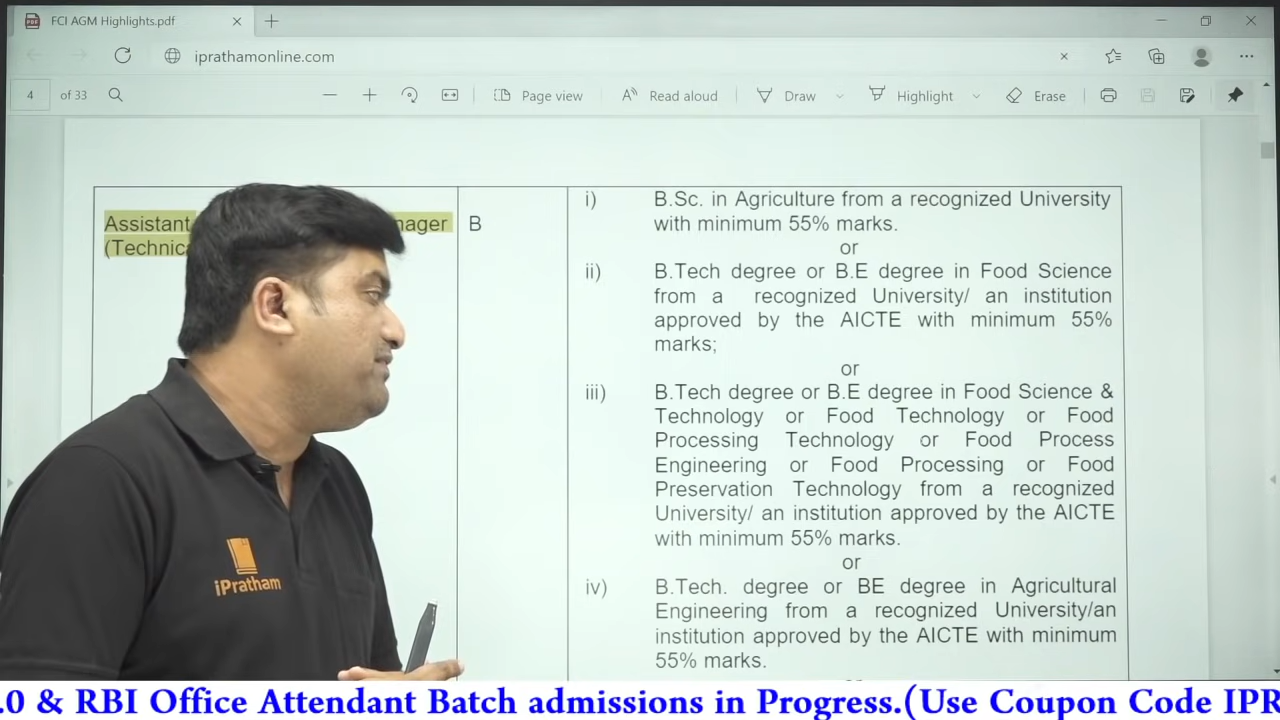 FCI AGM Highlights.pdf
iprathamonline.com
4 of 33
Page view
Read aloud
Draw
Highlight
Erase
Assistant nager
(Technic
B
i) B.Sc. in Agriculture from a recognized University
with minimum 55% marks.
or
ii) B.Tech degree or B.E degree in Food Science
from a recognized University/ an institution
approved by the AICTE with minimum 55%
marks;
or
iii) B.Tech degree or B.E degree in Food Science &
Technology or Food Technology or Food
Processing Technology or Food Process
Engineering or Food Processing or Food
Preservation Technology from a recognized
University/ an institution approved by the AICTE
with minimum 55% marks.
or
iv) B.Tech. degree or BE degree in Agricultural
Engineering from a recognized University/an
institution approved by the AICTE with minimum
55% marks.
iPratham
.0 & RBI Office Attendant Batch admissions in Progress.(Use Coupon Code IPR